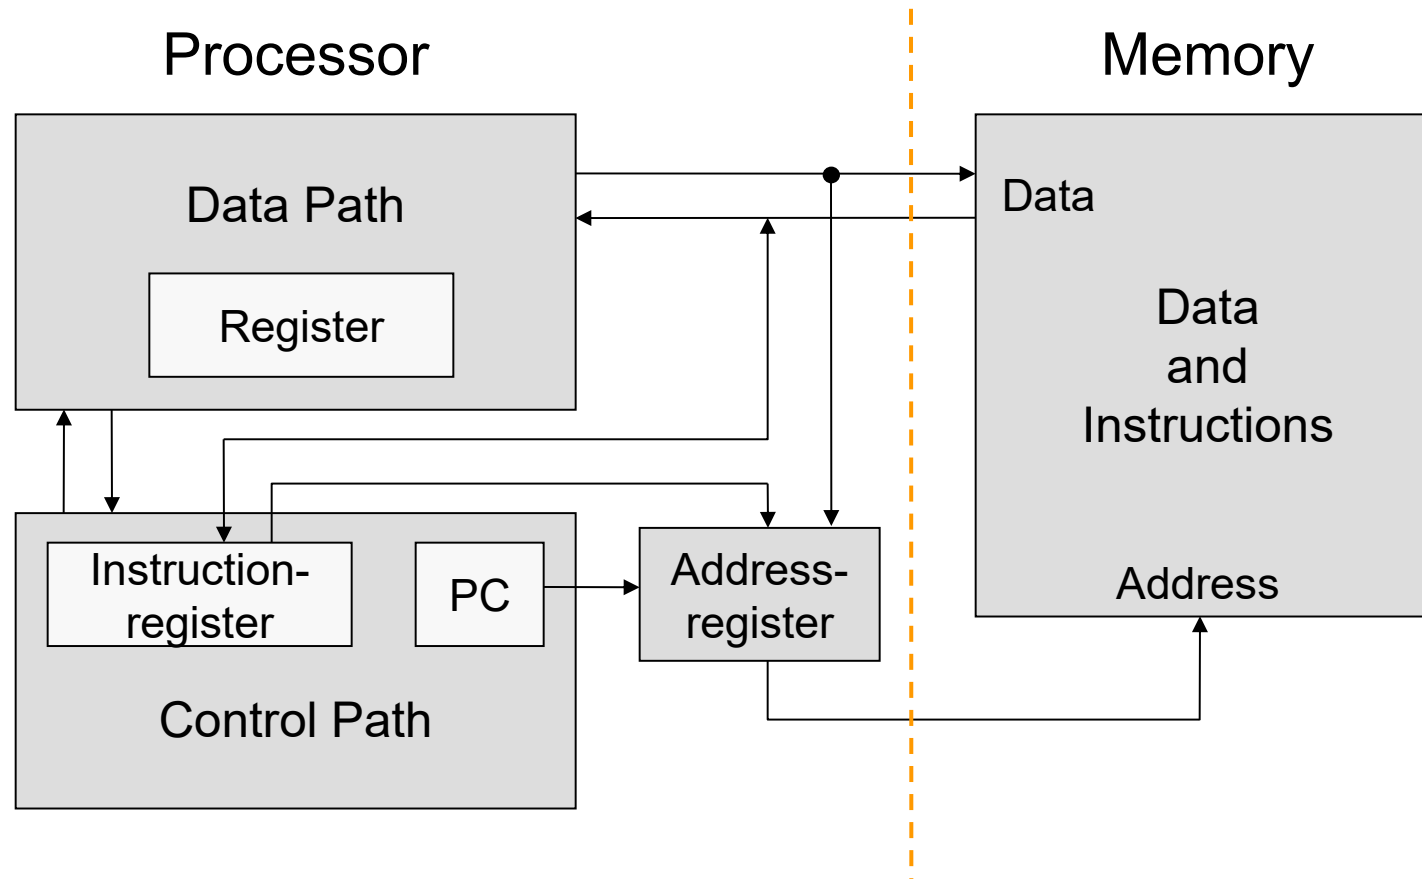 Processor
Memory
Data Path
Register
Data
Data
and
Instructions
Instruction-
register
PC
Address-
register
Address
Control Path